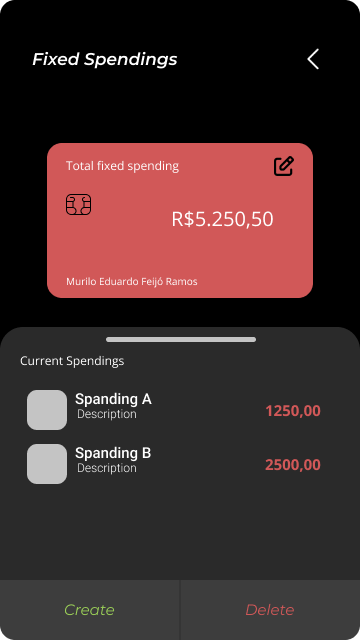 Fixed Spendings
Total fixed spending
R$5.250,50
Murilo Eduardo Feijó Ramos
Current Spendings
Spanding A
Description
1250,00
Spanding B
Description
2500,00
Create
Delete